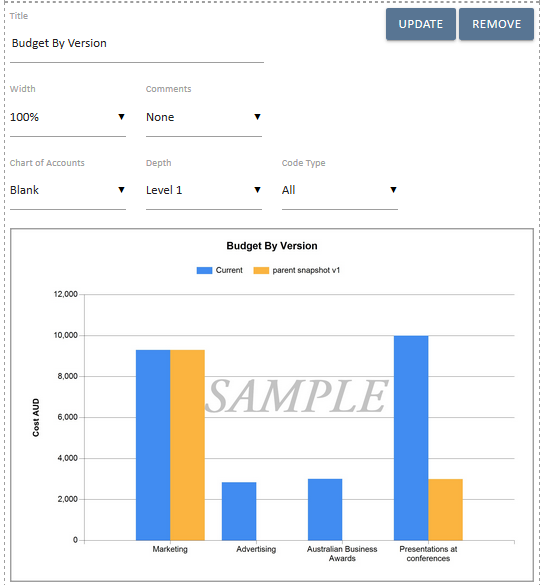 Title
UPDATE
REMOVE
Budget By Version
Width
Comments
100%
None
Chart of Accounts
Depth
Code Type
Blank
Level 1
All
Budget By Version
Current
parent snapshot v1
12,000
10,000
8,000
6,000
4,000
2,000
0
Cost AUD
SAMPLE
Marketing
Advertising
Australian Business
Awards
Presentations at
conferences